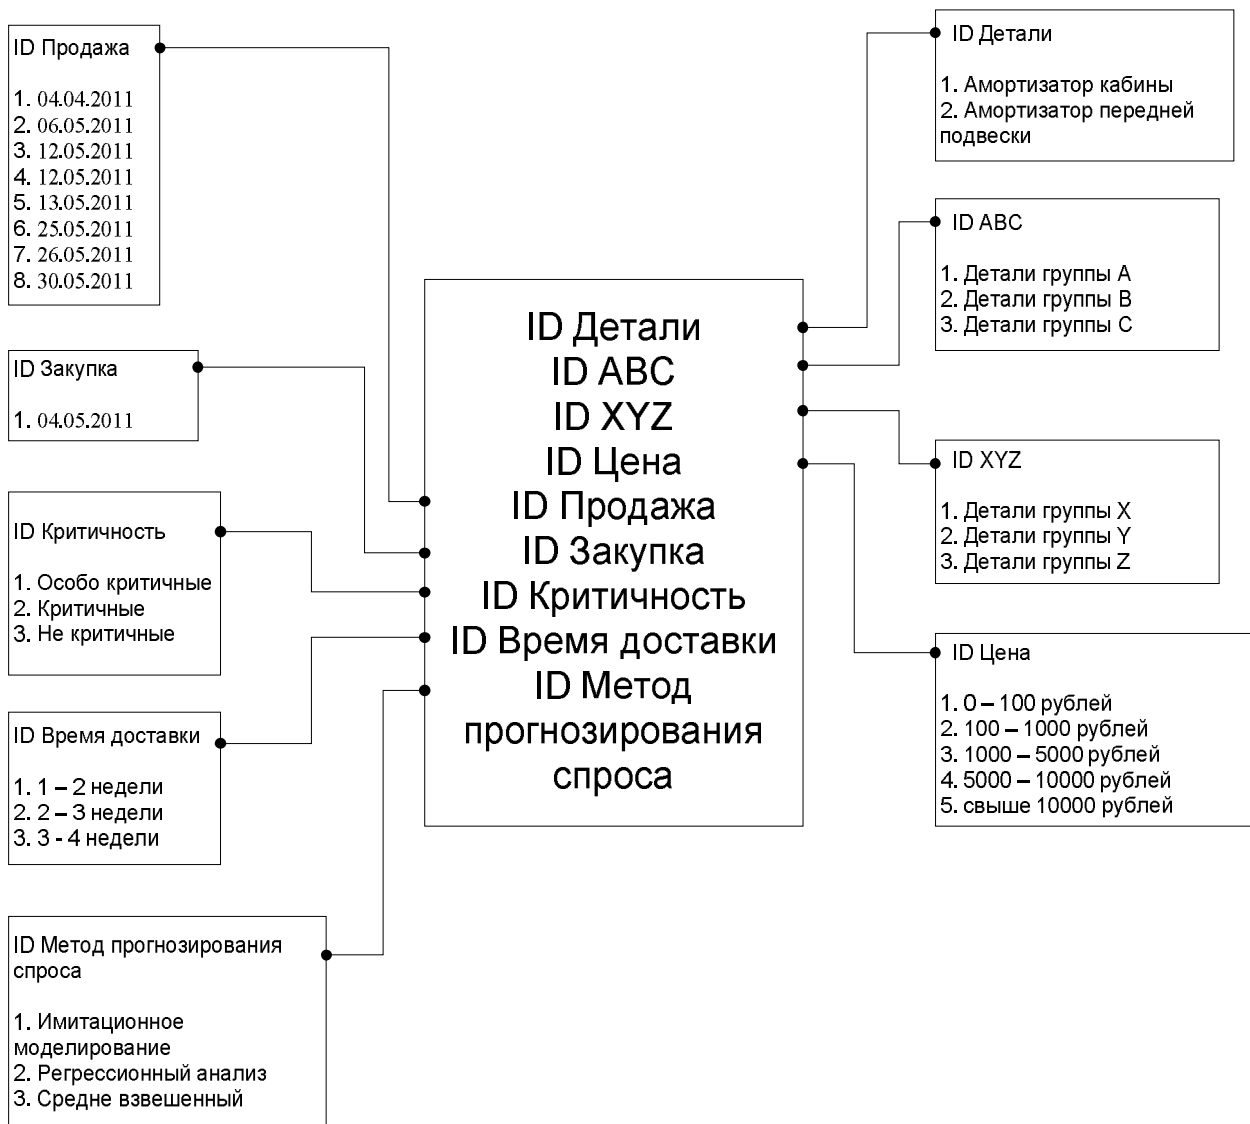 ID Продажа
1. 04.04.2011
2. 06.05.2011
3. 12.05.2011
4. 12.05.2011
5. 13.05.2011
6. 25.05.2011
7. 26.05.2011
8. 30.05.2011
ID Закупка
1. 04.05.2011
ID Критичность
1. Особо критичные
2. Критичные
3. Не критичные
ID Время доставки
1. 1 – 2 недели
2. 2 – 3 недели
3. 3 - 4 недели
ID Метод прогнозирования
спроса
1. Имитационное
моделирование
2. Регрессионный анализ
3. Средне взвешенный
ID Детали
ID ABC
ID XYZ
ID Цена
ID Продажа
ID Закупка
ID Критичность
ID Время доставки
ID Метод
прогнозирования
спроса
ID Детали
1. Амортизатор кабины
2. Амортизатор передней
подвески
ID ABC
1. Детали группы A
2. Детали группы B
3. Детали группы C
ID XYZ
1. Детали группы X
2. Детали группы Y
3. Детали группы Z
ID Цена
1. 0 – 100 рублей
2. 100 – 1000 рублей
3. 1000 – 5000 рублей
4. 5000 – 10000 рублей
5. свыше 10000 рублей